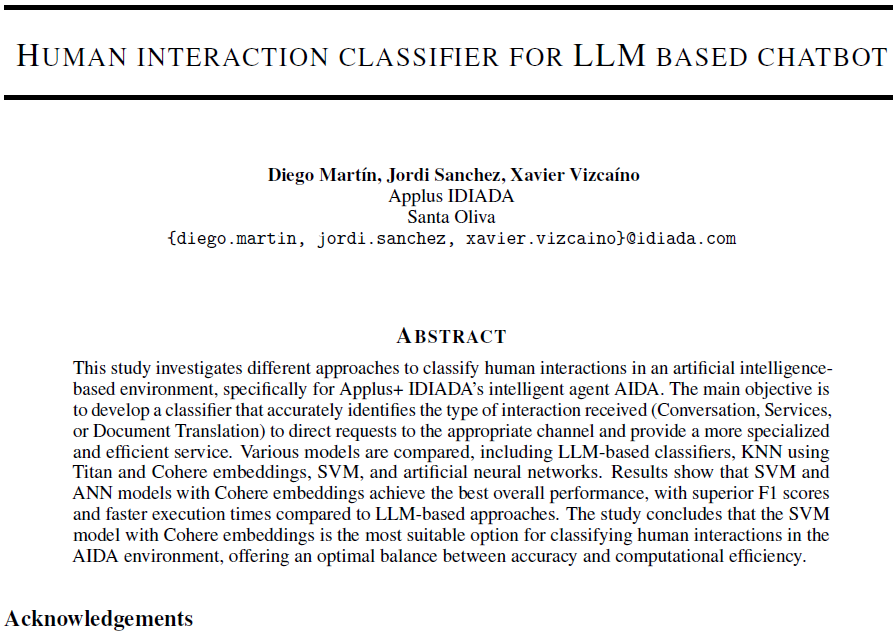 HUMAN INTERACTION CLASSIFIER FOR LLM BASED CHATBOT
Diego Martín, Jordi Sanchez, Xavier Vizcaíno
Applus IDIADA
Santa Oliva
{diego.martin, jordi.sanchez, xavier.vizcaino}@idiada.com
ABSTRACT
This study investigates different approaches to classify human interactions in an artificial intelligence-
based environment, specifically for Applus+ IDIADA's intelligent agent AIDA. The main objective is
to develop a classifier that accurately identifies the type of interaction received (Conversation, Services,
or Document Translation) to direct requests to the appropriate channel and provide a more specialized
and efficient service. Various models are compared, including LLM-based classifiers, KNN using
Titan and Cohere embeddings, SVM, and artificial neural networks. Results show that SVM and
ANN models with Cohere embeddings achieve the best overall performance, with superior F1 scores
and faster execution times compared to LLM-based approaches. The study concludes that the SVM
model with Cohere embeddings is the most suitable option for classifying human interactions in the
AIDA environment, offering an optimal balance between accuracy and computational efficiency.
Acknowledgements